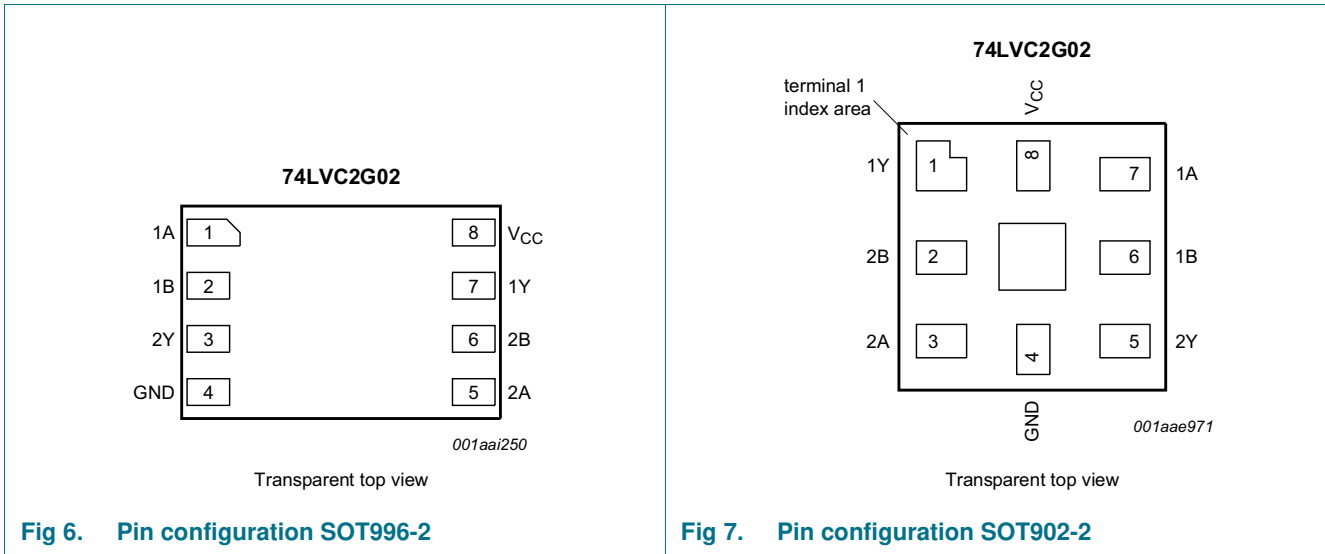 74LVC2G02
1A 1 8 VCC
1B 2 7 1Y
2Y 3 6 2B
GND 4 5 2A
001aai250
Transparent top view
Fig 6. Pin configuration SOT996-2
74LVC2G02
terminal 1
index area
VCC
1Y 1 8 7 1A
2B 2 6 1B
2A 3 4 5 2Y
GND
001aae971
Transparent top view
Fig 7. Pin configuration SOT902-2